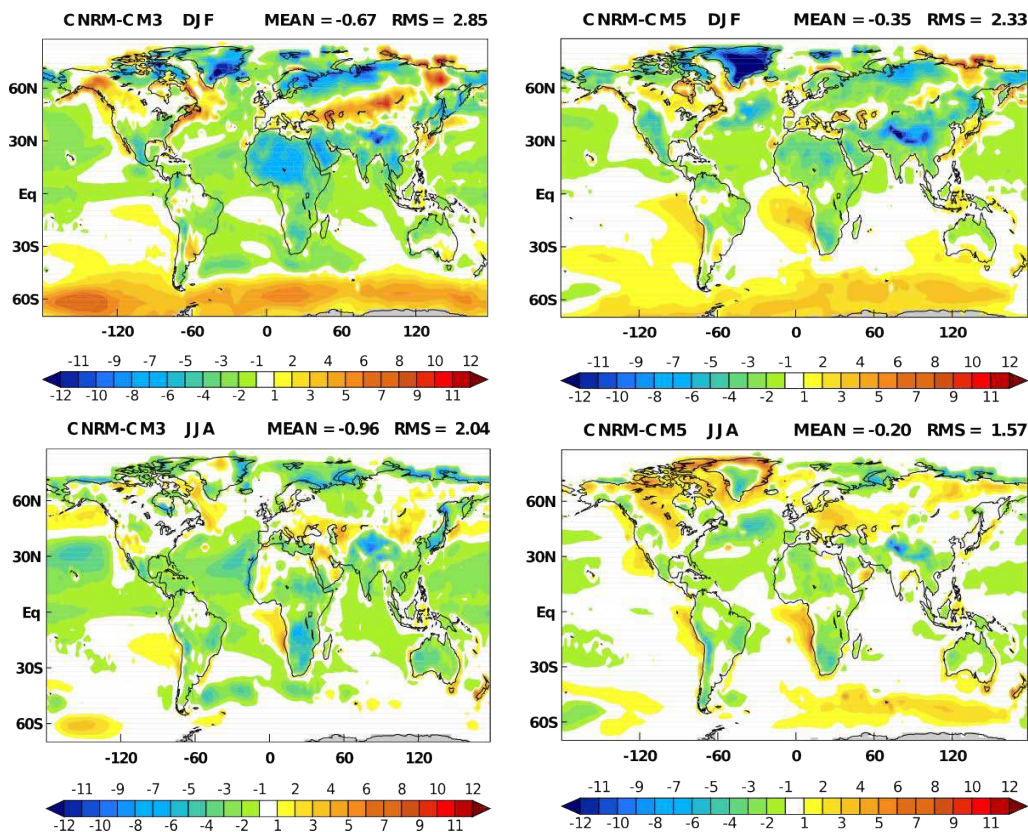 CNRM-CM3 DJF MEAN = -0.67 RMS = 2.85
60N
30N
Eq
30S
60S
-120 -60 0 60 120
-11 -9 -7 -5 -3 -1 2 4 6 8 10 12
-12 -10 -8 -6 -4 -2 1 3 5 7 9 11
CNRM-CM5 DJF MEAN = -0.35 RMS = 2.33
60N
30N
Eq
30S
60S
-120 -60 0 60 120
-11 -9 -7 -5 -3 -1 2 4 6 8 10 12
-12 -10 -8 -6 -4 -2 1 3 5 7 9 11
CNRM-CM3 JJA MEAN = -0.96 RMS = 2.04
60N
30N
Eq
30S
60S
-120 -60 0 60 120
-11 -9 -7 -5 -3 -1 2 4 6 8 10 12
-12 -10 -8 -6 -4 -2 1 3 5 7 9 11
CNRM-CM5 JJA MEAN = -0.20 RMS = 1.57
60N
30N
Eq
30S
60S
-120 -60 0 60 120
-11 -9 -7 -5 -3 -1 2 4 6 8 10 12
-12 -10 -8 -6 -4 -2 1 3 5 7 9 11